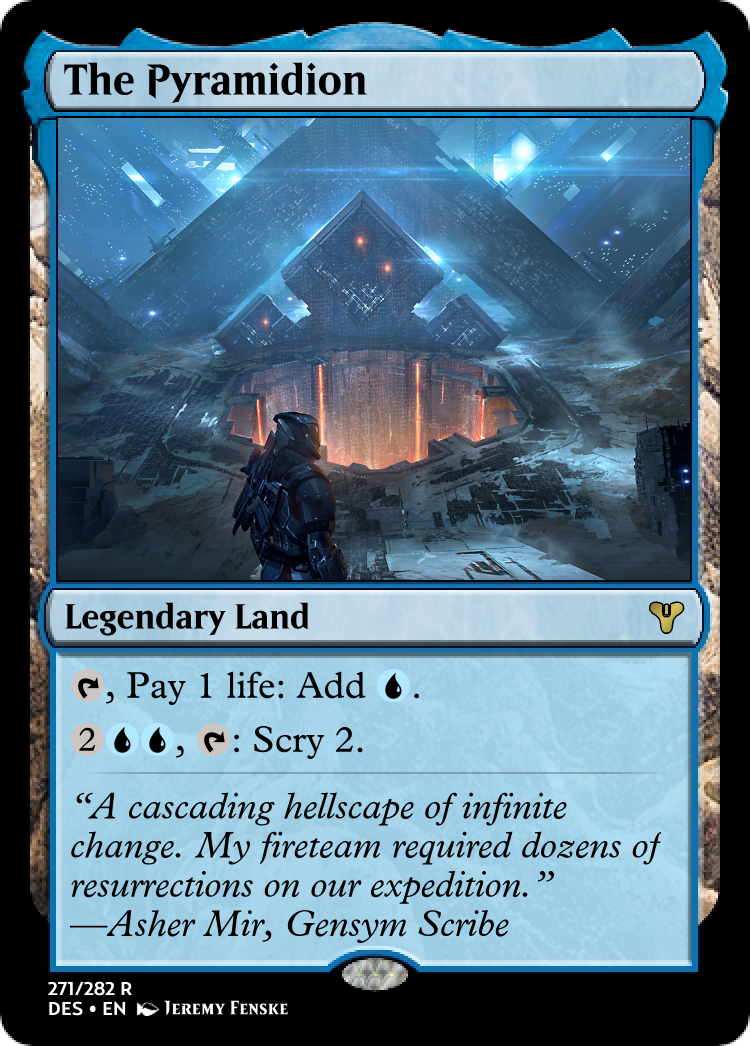 The Pyramidion
Legendary Land
, Pay 1 life: Add .
2, : Scry 2.
“A cascading hellscape of infinite
change. My fireteam required dozens of
resurrections on our expedition.”
—Asher Mir, Gensym Scribe
271/282 R
DES • EN Jeremy Fenske